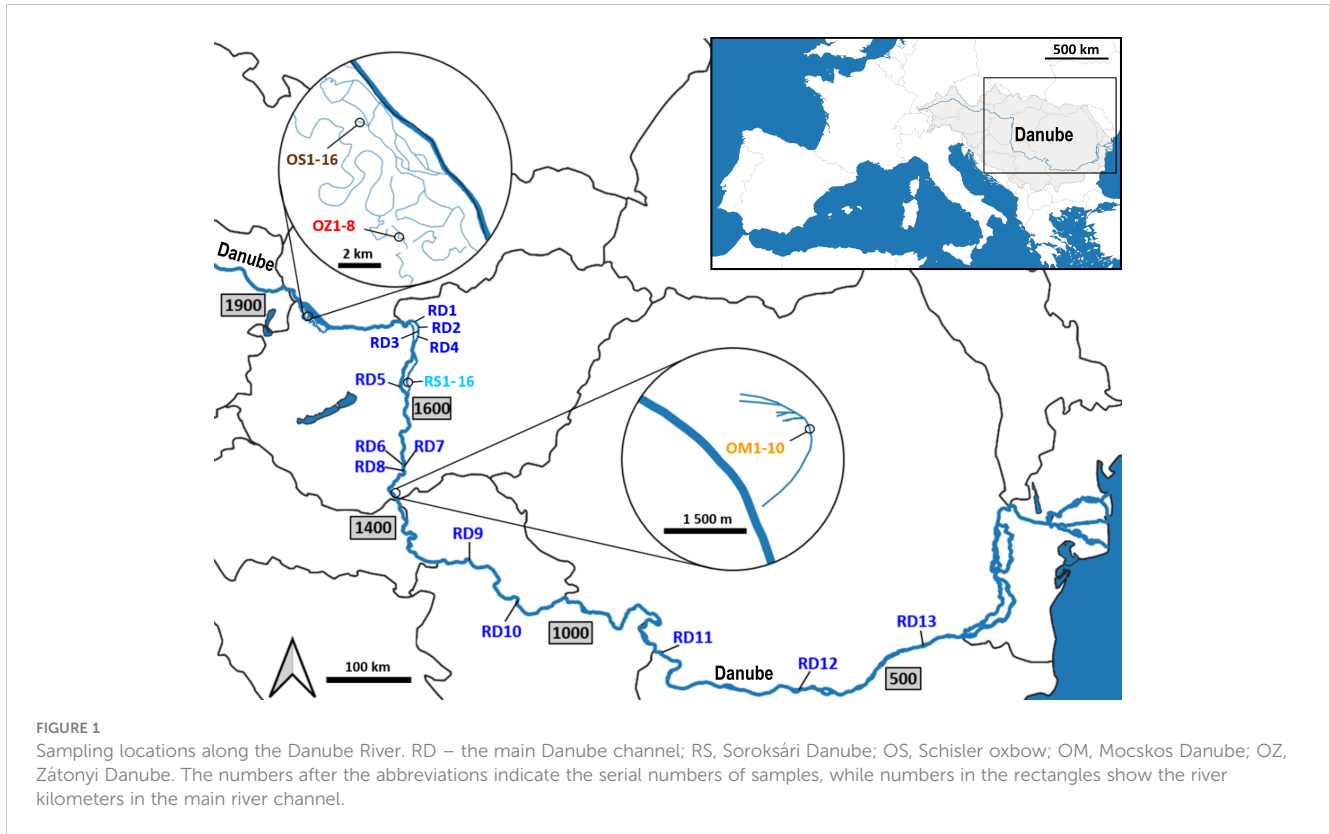 500 km
Danube
OS1-16
OZ1-8
2 km
Danube
1900
RD1
RD2
RD3
RD4
RD5
RS1-16
1600
RD6
RD7
RD8
OM1-10
1 500 m
1400
RD9
RD10
1000
RD11
RD13
RD12
Danube
500
100 km
FIGURE 1
Sampling locations along the Danube River. RD – the main Danube channel; RS, Soroksári Danube; OS, Schisler oxbow; OM, Mocskos Danube; OZ,
Zátonyi Danube. The numbers after the abbreviations indicate the serial numbers of samples, while numbers in the rectangles show the river
kilometers in the main river channel.